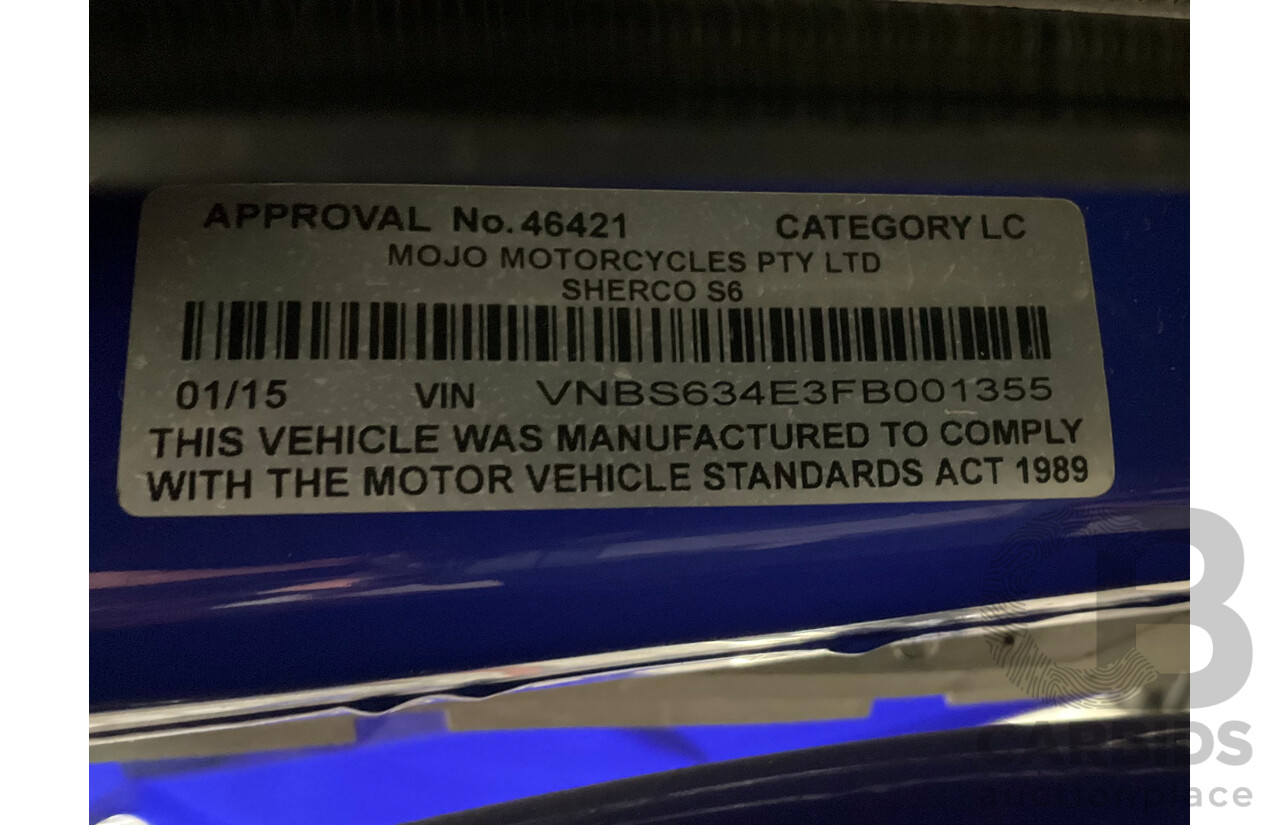 APPROVAL No. 46421 CATEGORY LC
MOJO MOTORCYCLES PTY LTD
SHERCO S6
01/15 VIN VNBS634E3FB001355
THIS VEHICLE WAS MANUFACTURED TO COMPLY
WITH THE MOTOR VEHICLE STANDARDS ACT 1989
CAPSIDS